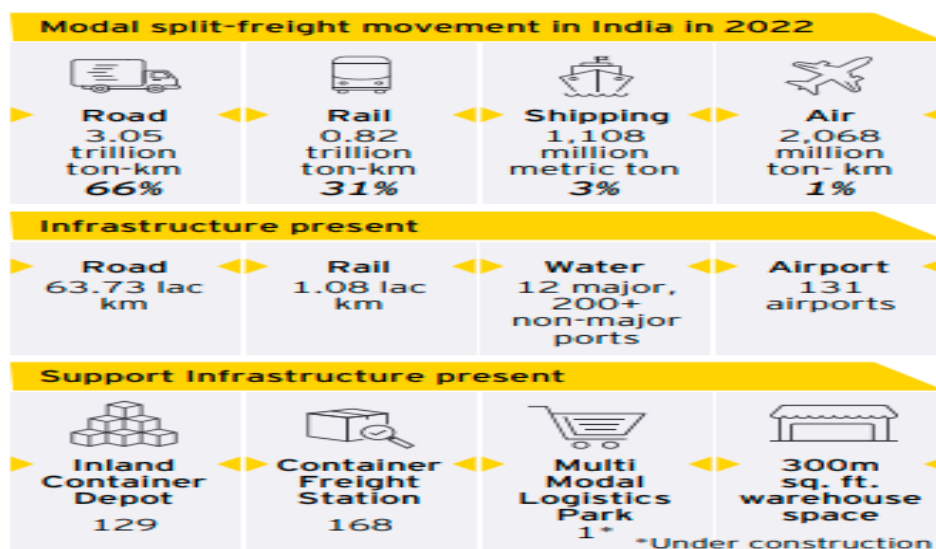 Modal split-freight movement in India in 2022
Road
3.05
trillion
ton-km
66%
Rail
0.82
trillion
ton-km
31%
Shipping
1,108
million
metric ton
3%
Air
2,068
million
ton- km
1%
Infrastructure present
Road
63.73 lac
km
Rail
1.08 lac
km
Water
12 major,
200+
non-major
ports
Airport
131
airports
Support Infrastructure present
Inland
Container
Depot
129
Container
Freight
Station
168
Multi
Modal
Logistics
Park
1*
300m
sq. ft.
warehouse
space
*Under construction